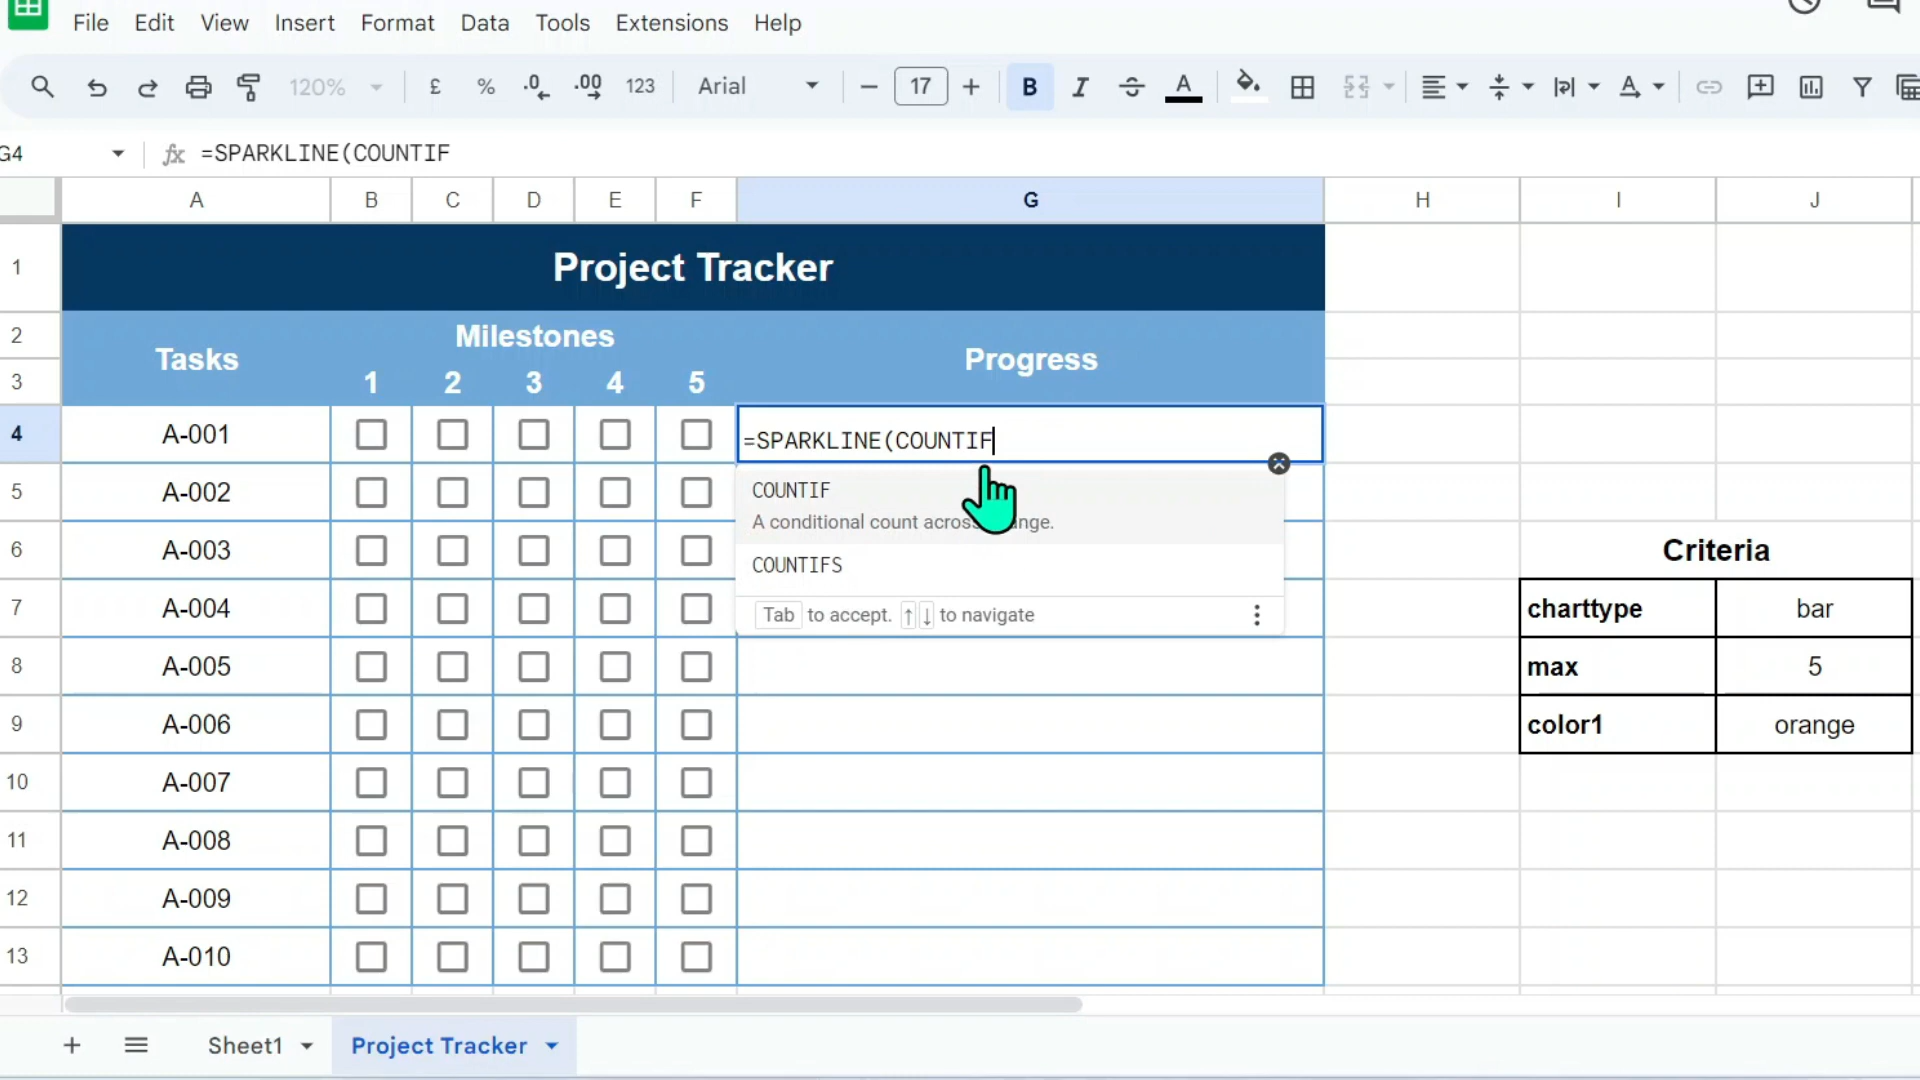 File Edit View Insert Format Data Tools Extensions Help
120% £ % .0 .00 123 Arial 17 B I A
G4 fx =SPARKLINE(COUNTIF
A B C D E F G H I J
1 Project Tracker
2 Milestones
Tasks Progress
3 1 2 3 4 5
4 A-001 =SPARKLINE(COUNTIF
5 A-002 COUNTIF
A conditional count across
6 A-003 COUNTIFS Criteria
7 A-004 Tab to accept. ↑ ↓ to navigate charttype bar
8 A-005 max 5
9 A-006 color1 orange
10 A-007
11 A-008
12 A-009
13 A-010
+ Sheet1 Project Tracker